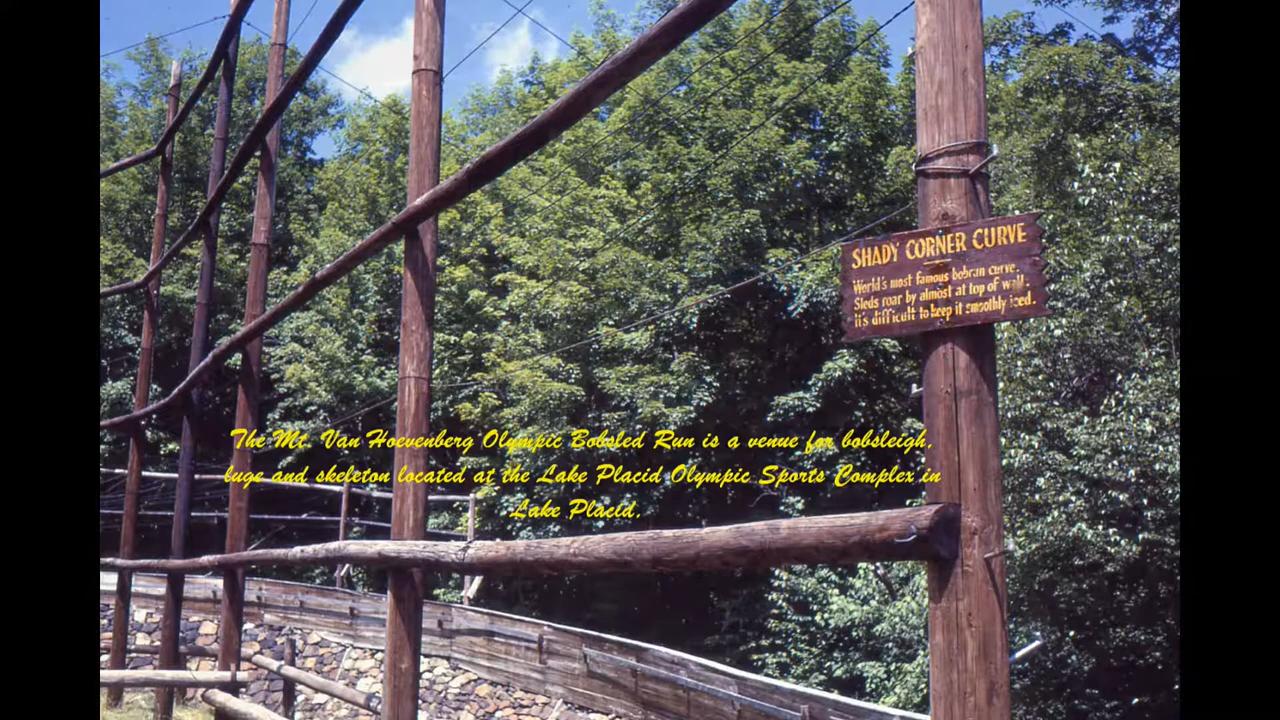 SHADY CORNER CURVE
World's most famous bobrun curve.
Sleds roar by almost at top of wall.
It's difficult to keep it smoothly iced.
The Mt. Van Hoevenberg Olympic Bobsled Run is a venue for bobsleigh,
luge and skeleton located at the Lake Placid Olympic Sports Complex in
Lake Placid.